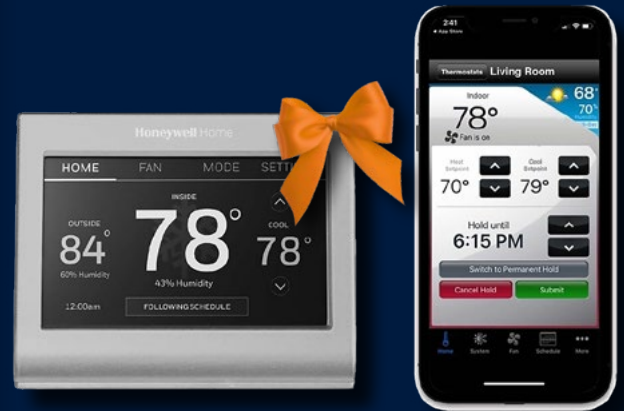 Honeywell Home
HOME FAN MODE
INSIDE
OUTSIDE
COOL
84°
78°
78°
60% Humidity
43% Humidity
12:00am
FOLLOWING SCHEDULE
2:41
App Store
Thermostats Living Room
Indoor
78°
Fan is on
68°
70%
Humidity
Heat
Setpoint
Cool
Setpoint
70°
79°
Hold until
6:15 PM
Switch to Permanent Hold
Cancel Hold
Submit
Home System Fan Schedule More